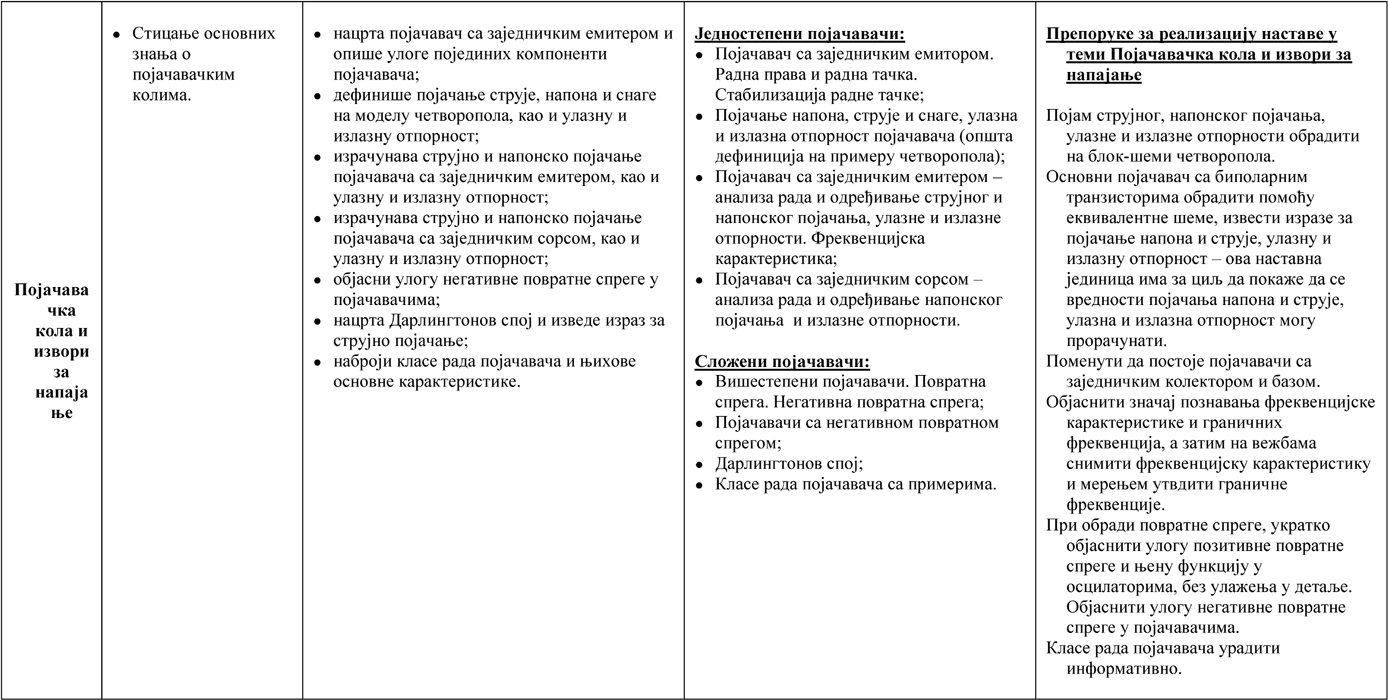 Појачава
чка
кола и
извори
за
напаја
ње
● Стицање основних
знања о
појачавачким
колима.
● нацрта појачавач са заједничким емитером и
опише улоге појединих компоненти
појачавача;
● дефинише појачање струје, напона и снаге
на моделу четворопола, као и улазну и
излазну отпорност;
● израчунава струјно и напонско појачање
појачавача са заједничким емитером, као и
улазну и излазну отпорност;
● израчунава струјно и напонско појачање
појачавача са заједничким сорсом, као и
улазну и излазну отпорност;
● објасни улогу негативне повратне спреге у
појачавачима;
● нацрта Дарлингтонов спој и изведе израз за
струјно појачање;
● наброји класе рада појачавача и њихове
основне карактеристике.
Једностепени појачавачи:
● Појачавач са заједничким емитором.
Радна права и радна тачка.
Стабилизација радне тачке;
● Појачање напона, струје и снаге, улазна
и излазна отпорност појачавача (општа
дефиниција на примеру четворопола);
● Појачавач са заједничким емитером –
анализа рада и одређивање струјног и
напонског појачања, улазне и излазне
отпорности. Фреквенцијска
карактеристика;
● Појачавач са заједничким сорсом –
анализа рада и одређивање напонског
појачања и излазне отпорности.
Сложени појачавачи:
● Вишестепени појачавачи. Повратна
спрега. Негативна повратна спрега;
● Појачавачи са негативном повратном
спрегом;
● Дарлингтонов спој;
● Класе рада појачавача са примерима.
Препоруке за реализацију наставе у
теми Појачавачка кола и извори за
напајање
Појам струјног, напонског појачања,
улазне и излазне отпорности обрадити
на блок-шеми четворопола.
Основни појачавач са биполарним
транзисторима обрадити помоћу
еквивалентне шеме, извести изразе за
појачање напона и струје, улазну и
излазну отпорност – ова наставна
јединица има за циљ да покаже да се
вредности појачања напона и струје,
улазна и излазна отпорност могу
прорачунати.
Поменути да постоје појачавачи са
заједничким колектором и базом.
Објаснити значај познавања фреквенцијске
карактеристике и граничних
фреквенција, а затим на вежбама
снимити фреквенцијску карактеристику
и мерењем утвдити граничне
фреквенције.
При обради повратне спреге, укратко
објаснити улогу позитивне повратне
спреге и њену функцију у
осцилаторима, без улажења у детаље.
Објаснити улогу негативне повратне
спреге у појачавачима.
Класе рада појачавача урадити
информативно.